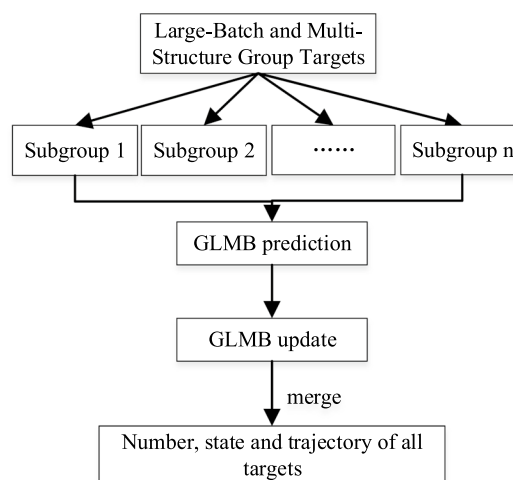 Large-Batch and Multi-
Structure Group Targets
Subgroup 1
Subgroup 2
……
Subgroup n
GLMB prediction
GLMB update
merge
Number, state and trajectory of all
targets